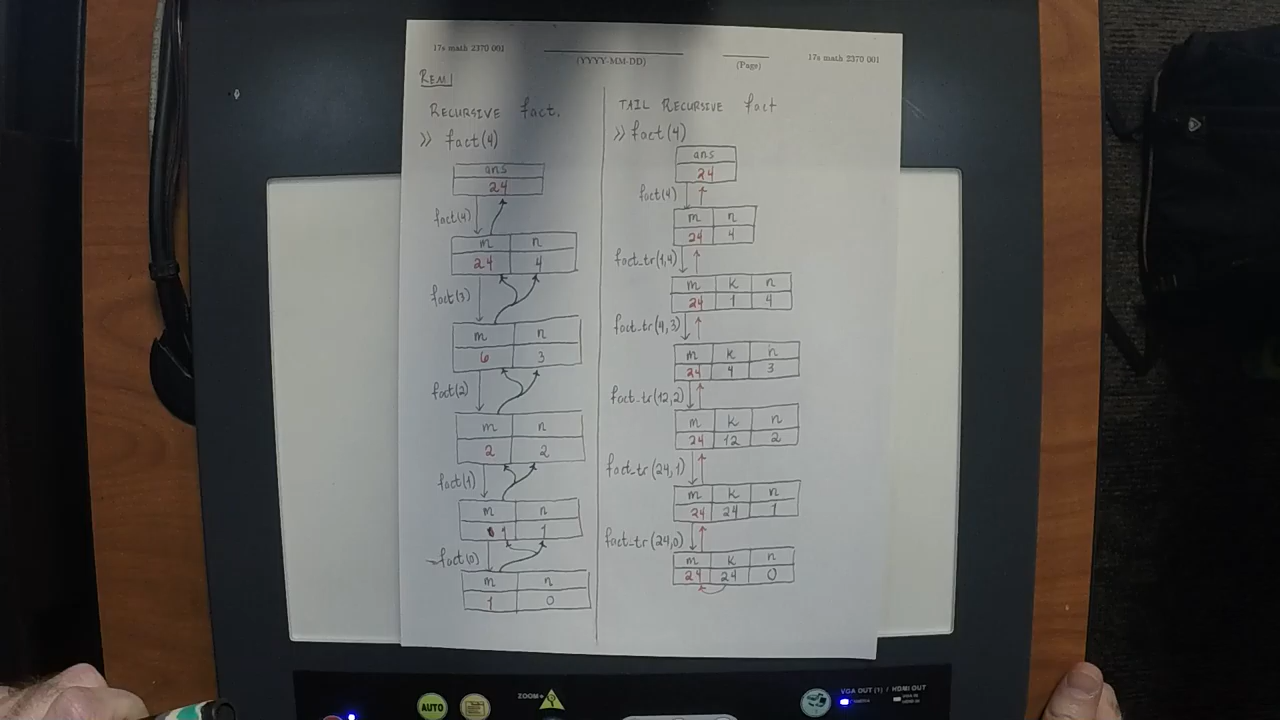 17s math 2370 001
(YYYY-MM-DD)
(Page)
17s math 2370 001
REM
RECURSIVE fact.
>> fact(4)
ans
24
fact(4)
m n
24 4
fact(3)
m n
6 3
fact(2)
m n
2 2
fact(1)
m n
1 1
fact(0)
m n
1 0
TAIL RECURSIVE fact
>> fact(4)
ans
24
fact(4)
m n
24 4
fact_tr(1,4)
m k n
24 1 4
fact_tr(4,3)
m k n
24 4 3
fact_tr(12,2)
m k n
24 12 2
fact_tr(24,1)
m k n
24 24 1
fact_tr(24,0)
m k n
24 24 0
AUTO
ZOOM
VGA OUT (1) / HDMI OUT